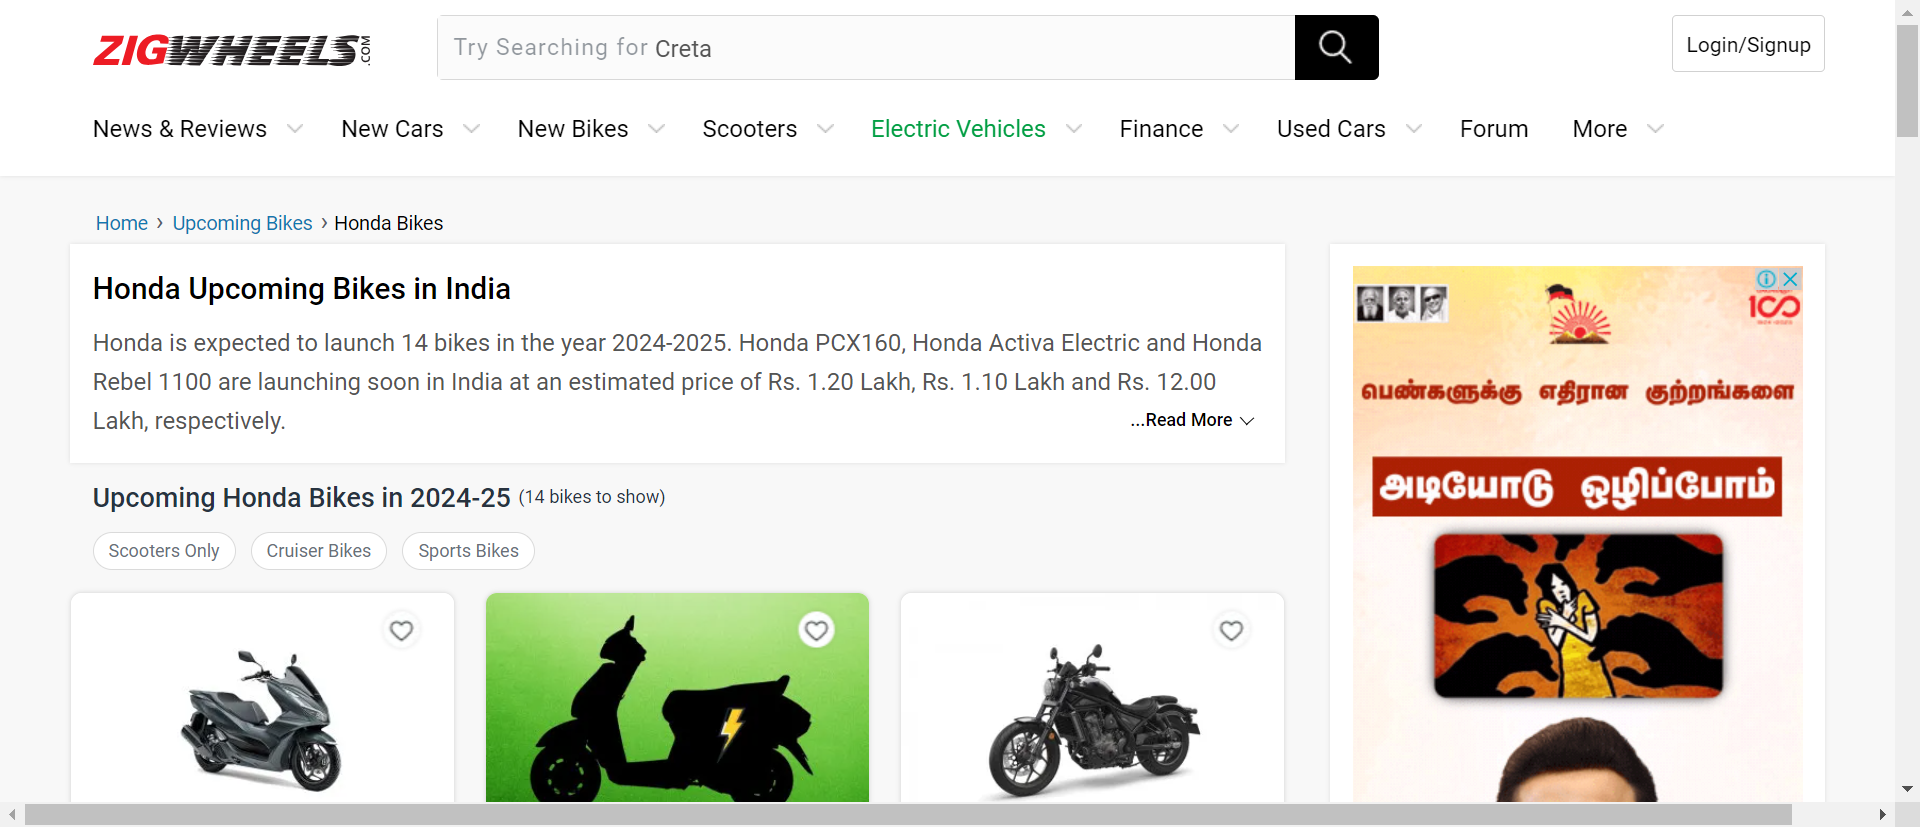 ZIGWHEELS.COM
Try Searching for Creta
Login/Signup
News & Reviews
New Cars
New Bikes
Scooters
Electric Vehicles
Finance
Used Cars
Forum
More
Home › Upcoming Bikes › Honda Bikes
Honda Upcoming Bikes in India
Honda is expected to launch 14 bikes in the year 2024-2025. Honda PCX160, Honda Activa Electric and Honda
Rebel 1100 are launching soon in India at an estimated price of Rs. 1.20 Lakh, Rs. 1.10 Lakh and Rs. 12.00
Lakh, respectively.
...Read More
Upcoming Honda Bikes in 2024-25 (14 bikes to show)
Scooters Only
Cruiser Bikes
Sports Bikes
100
பெண்களுக்கு எதிரான குற்றங்களை
அடியோடு ஒழிப்போம்